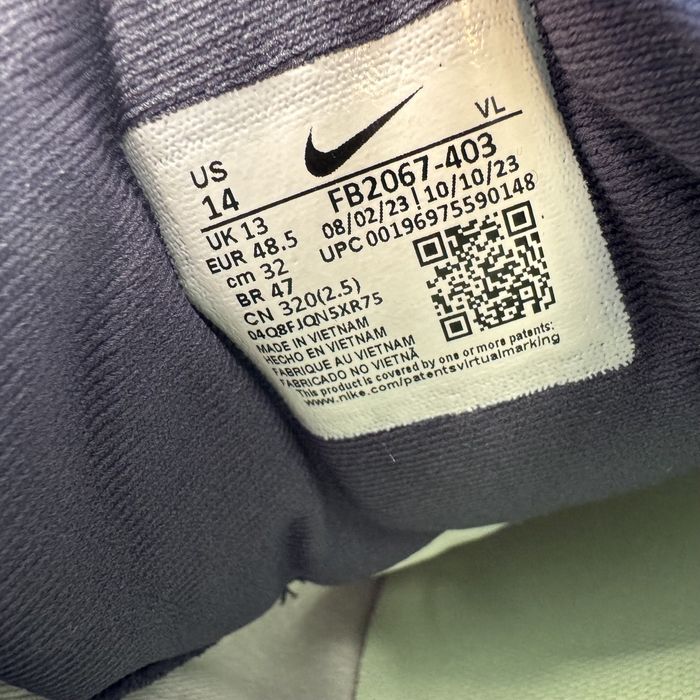 VL
US
14
FB2067-403
08/02/23 | 10/10/23
UPC 00196975590148
UK 13
EUR 48.5
cm 32
BR 47
CN 320(2.5)
04Q8FJQN5XR75
MADE IN VIETNAM
HECHO EN VIETNAM
FABRIQUE AU VIETNAM
FABRICADO NO VIETNÃ
This product is covered by one or more patents:
www.nike.com/patentsvirtualmarking